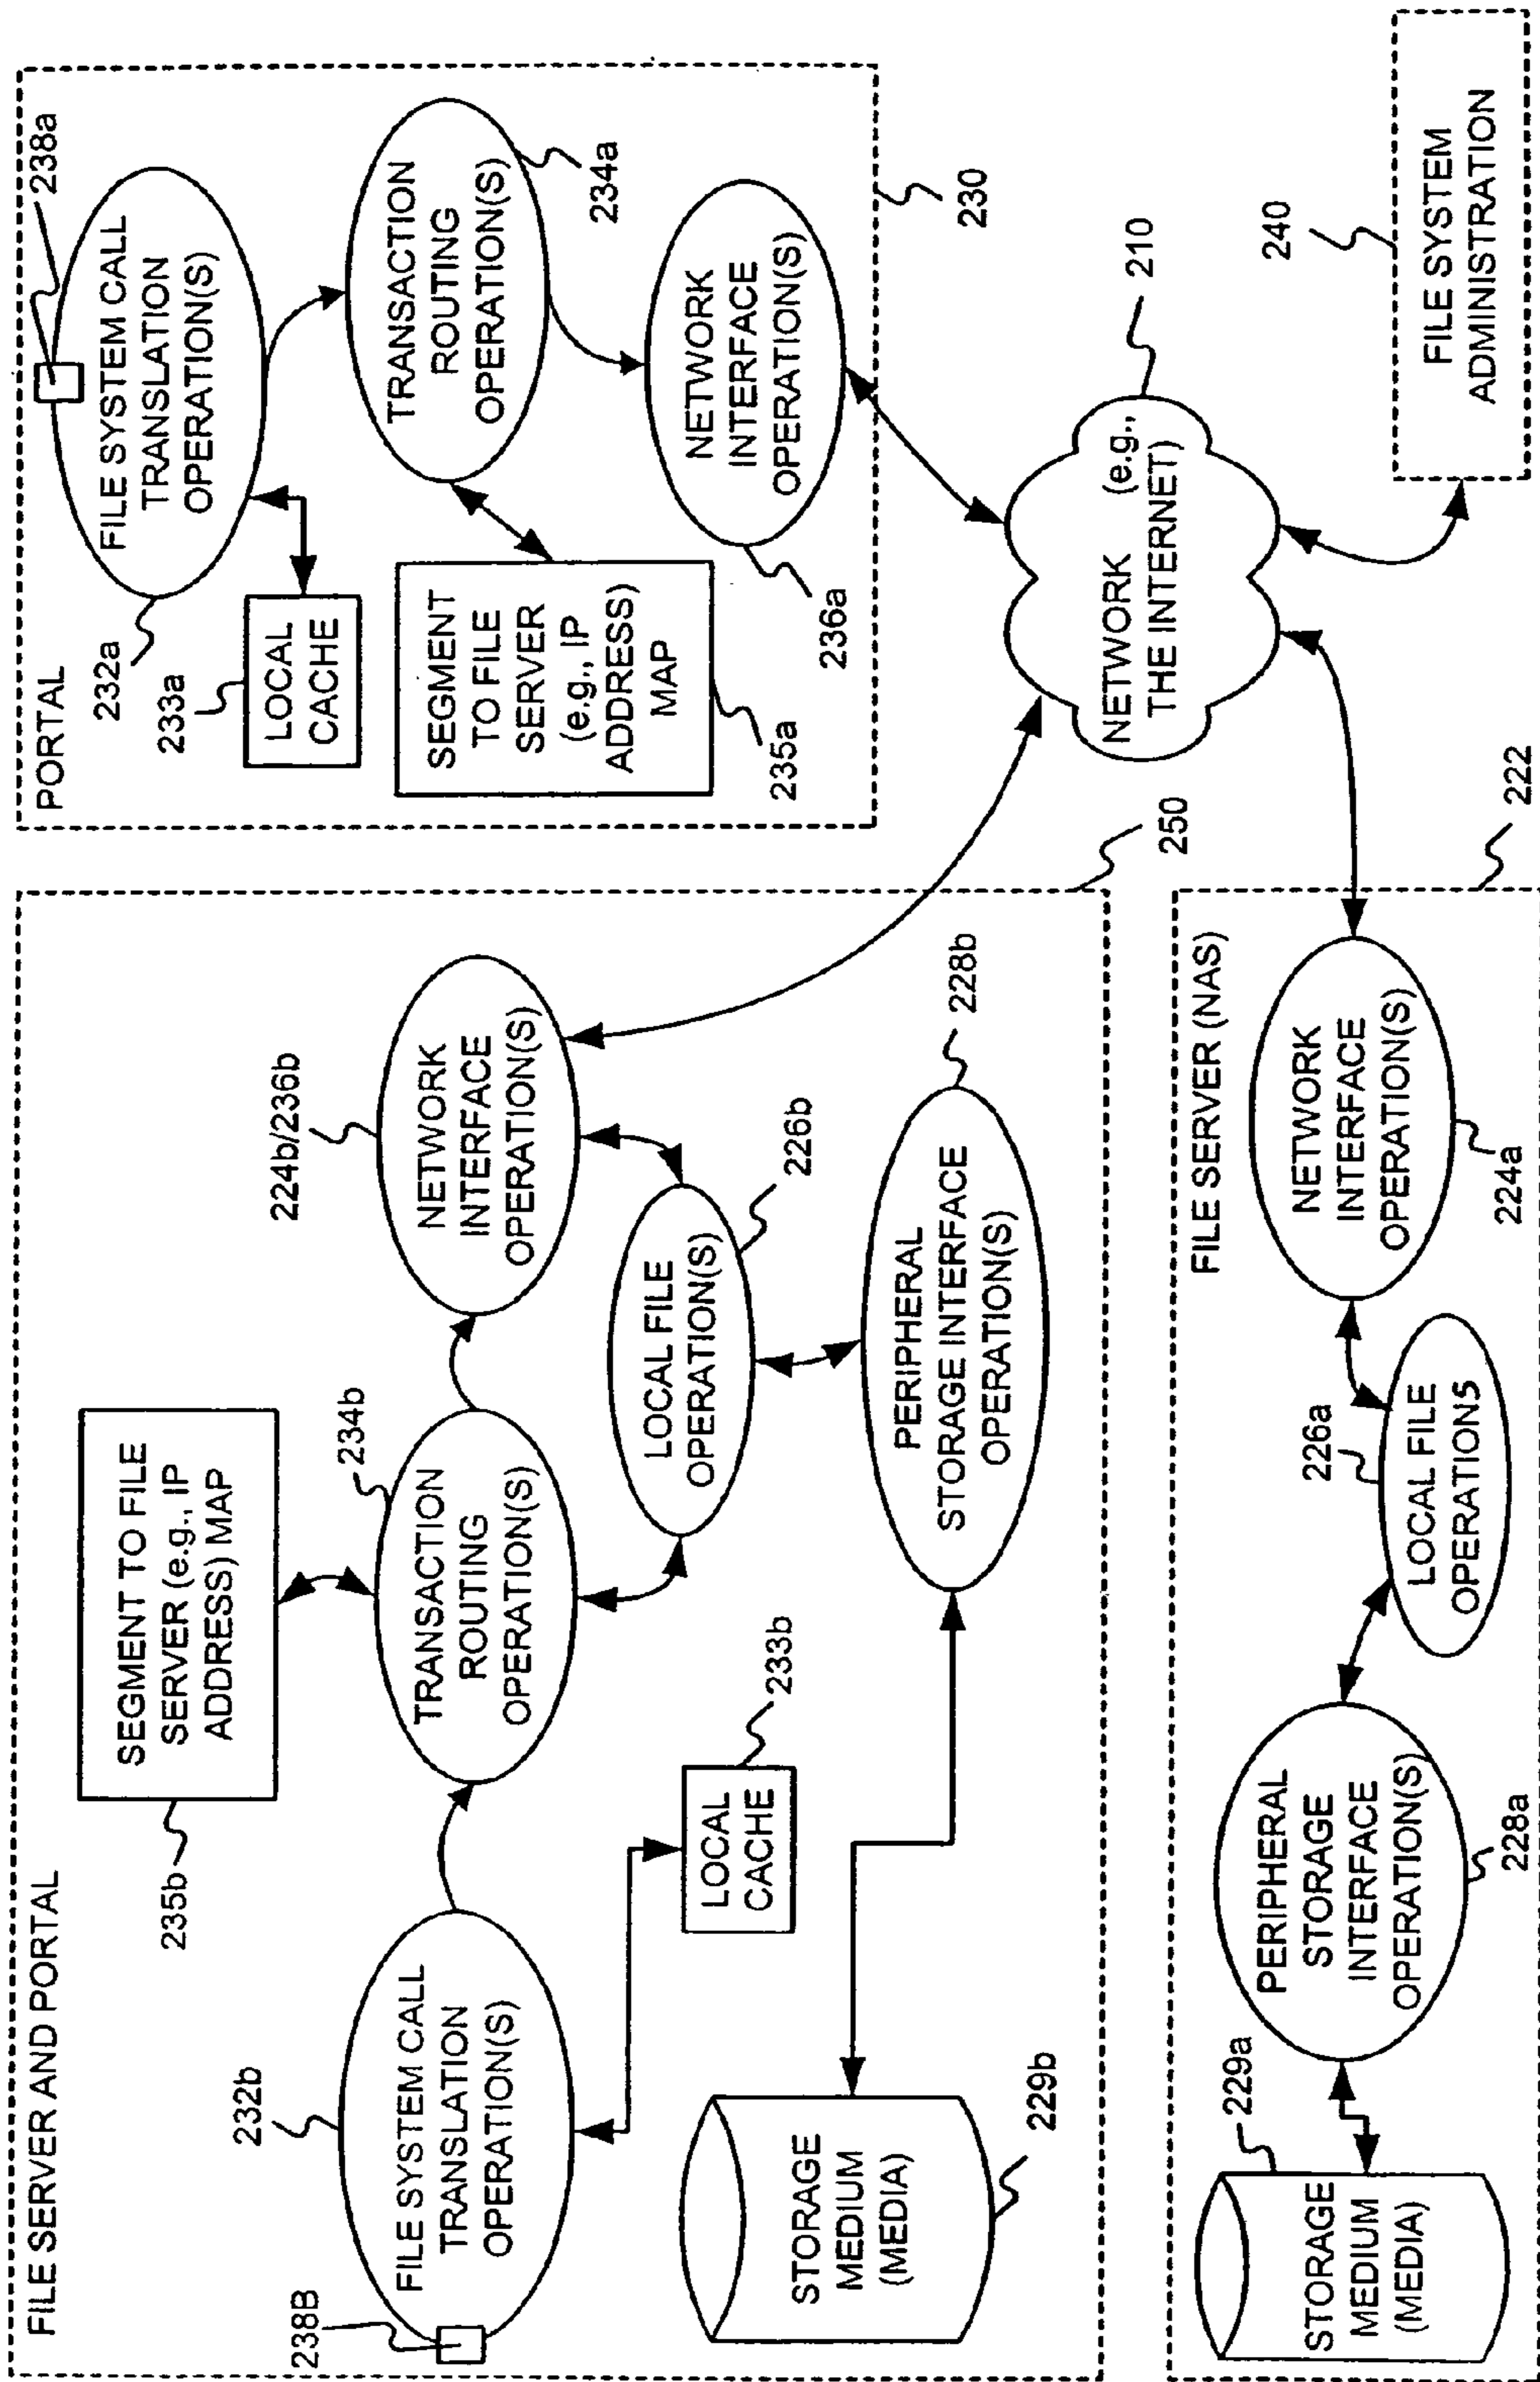 FILE SERVER AND PORTAL
235b
SEGMENT TO FILE
SERVER (e.g., IP
ADDRESS) MAP
232b
238B
FILE SYSTEM CALL
TRANSLATION
OPERATION(S)
234b
TRANSACTION
ROUTING
OPERATION(S)
224b/236b
NETWORK
INTERFACE
OPERATION(S)
LOCAL
CACHE
233b
LOCAL FILE
OPERATION(S)
226b
STORAGE
MEDIUM
(MEDIA)
229b
PERIPHERAL
STORAGE INTERFACE
OPERATION(S)
228b
250
PORTAL
238a
FILE SYSTEM CALL
TRANSLATION
OPERATION(S)
232a
233a
LOCAL
CACHE
TRANSACTION
ROUTING
OPERATION(S)
234a
SEGMENT
TO FILE
SERVER
(e.g., IP
ADDRESS)
MAP
235a
NETWORK
INTERFACE
OPERATION(S)
236a
230
NETWORK (e.g.,
THE INTERNET)
210
240
FILE SYSTEM
ADMINISTRATION
FILE SERVER (NAS)
222
229a
STORAGE
MEDIUM
(MEDIA)
PERIPHERAL
STORAGE
INTERFACE
OPERATION(S)
228a
226a
LOCAL FILE
OPERATIONS
NETWORK
INTERFACE
OPERATION(S)
224a